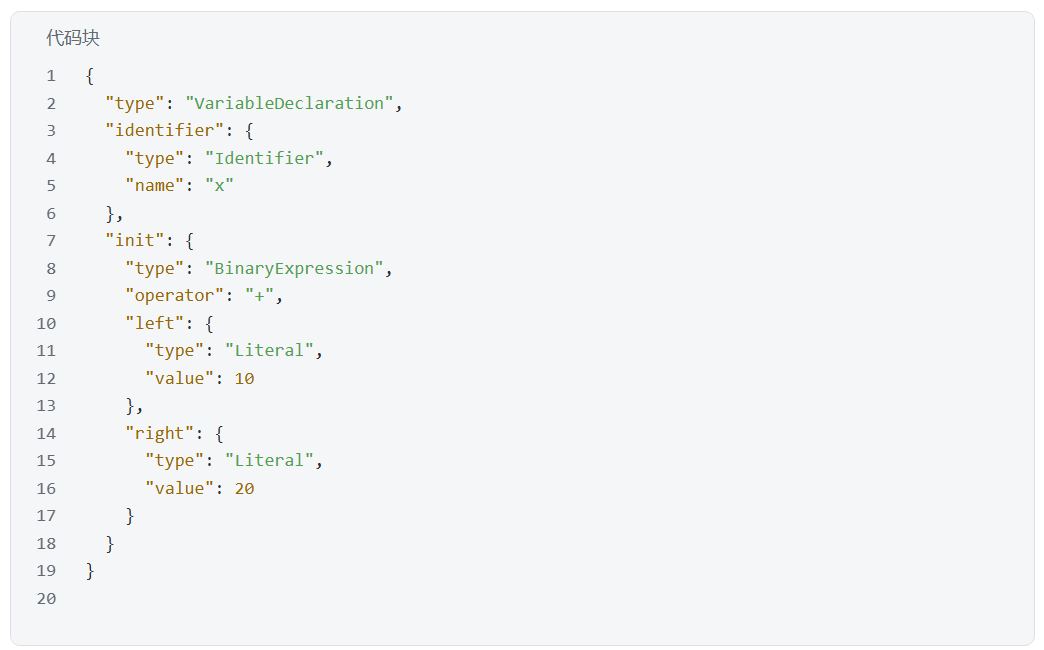 代码块
1 {
2   "type": "VariableDeclaration",
3   "identifier": {
4     "type": "Identifier",
5     "name": "x"
6   },
7   "init": {
8     "type": "BinaryExpression",
9     "operator": "+",
10     "left": {
11       "type": "Literal",
12       "value": 10
13     },
14     "right": {
15       "type": "Literal",
16       "value": 20
17     }
18   }
19 }
20